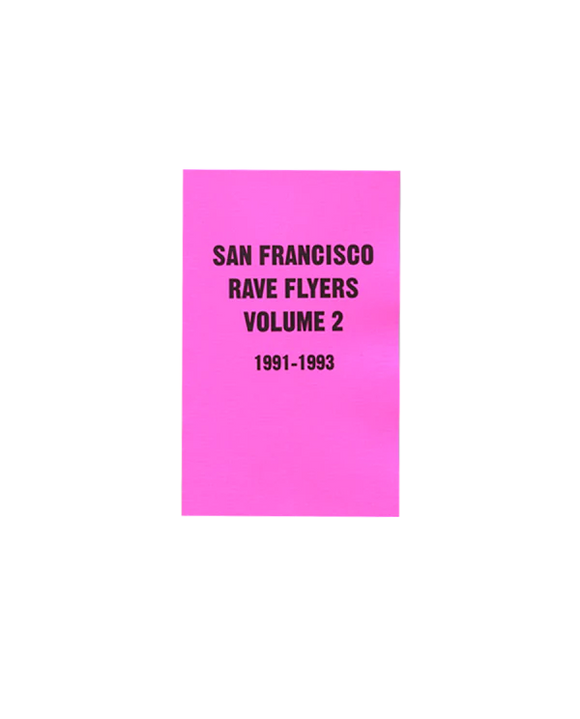 SAN FRANCISCO
RAVE FLYERS
VOLUME 2
1991-1993